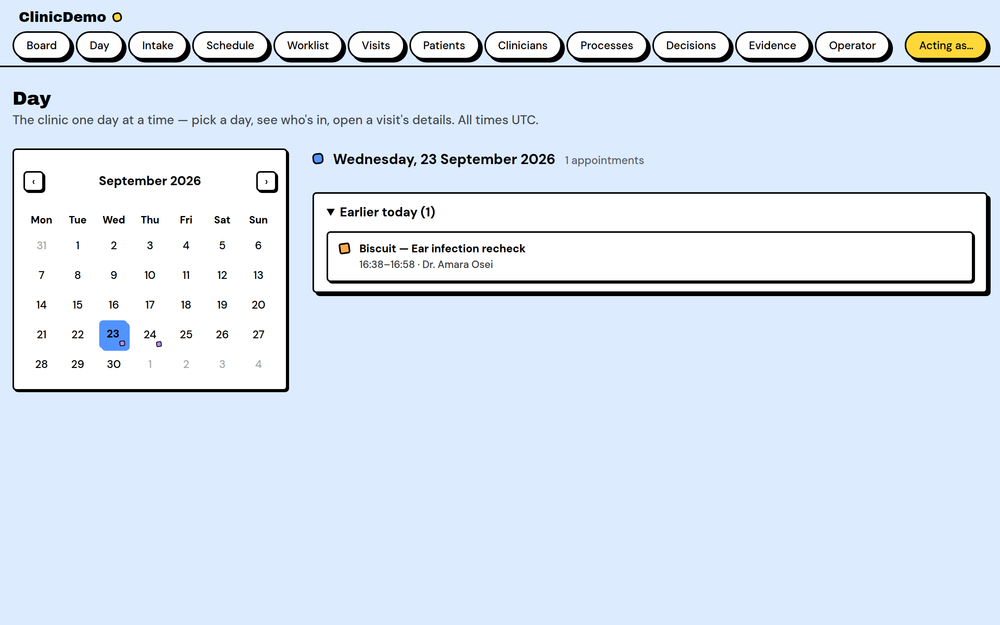 ClinicDemo
Board Day Intake Schedule Worklist Visits Patients Clinicians Processes Decisions Evidence Operator Acting as...
Day
The clinic one day at a time — pick a day, see who's in, open a visit's details. All times UTC.
‹ September 2026 ›
Mon Tue Wed Thu Fri Sat Sun
31 1 2 3 4 5 6
7 8 9 10 11 12 13
14 15 16 17 18 19 20
21 22 23 24 25 26 27
28 29 30 1 2 3 4
Wednesday, 23 September 2026 1 appointments
▼ Earlier today (1)
Biscuit — Ear infection recheck
16:38–16:58 · Dr. Amara Osei